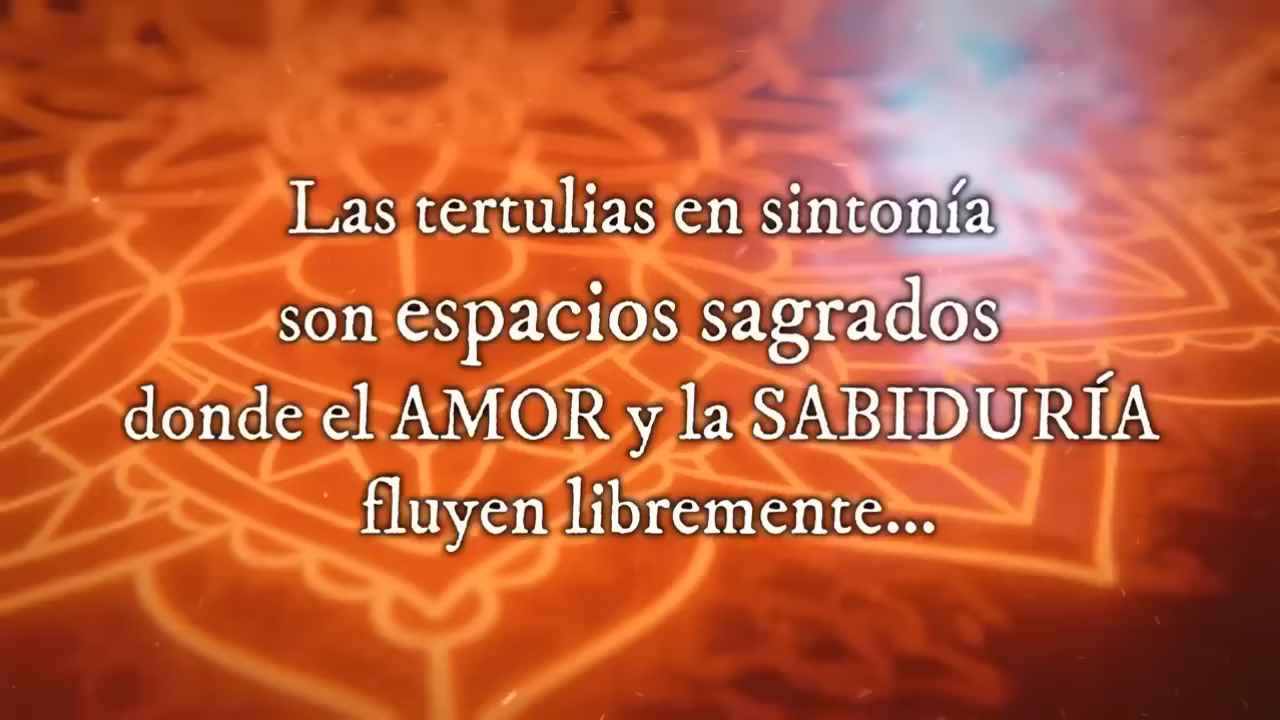 Las tertulias en sintonía
son espacios sagrados
donde el AMOR y la SABIDURÍA
fluyen libremente...